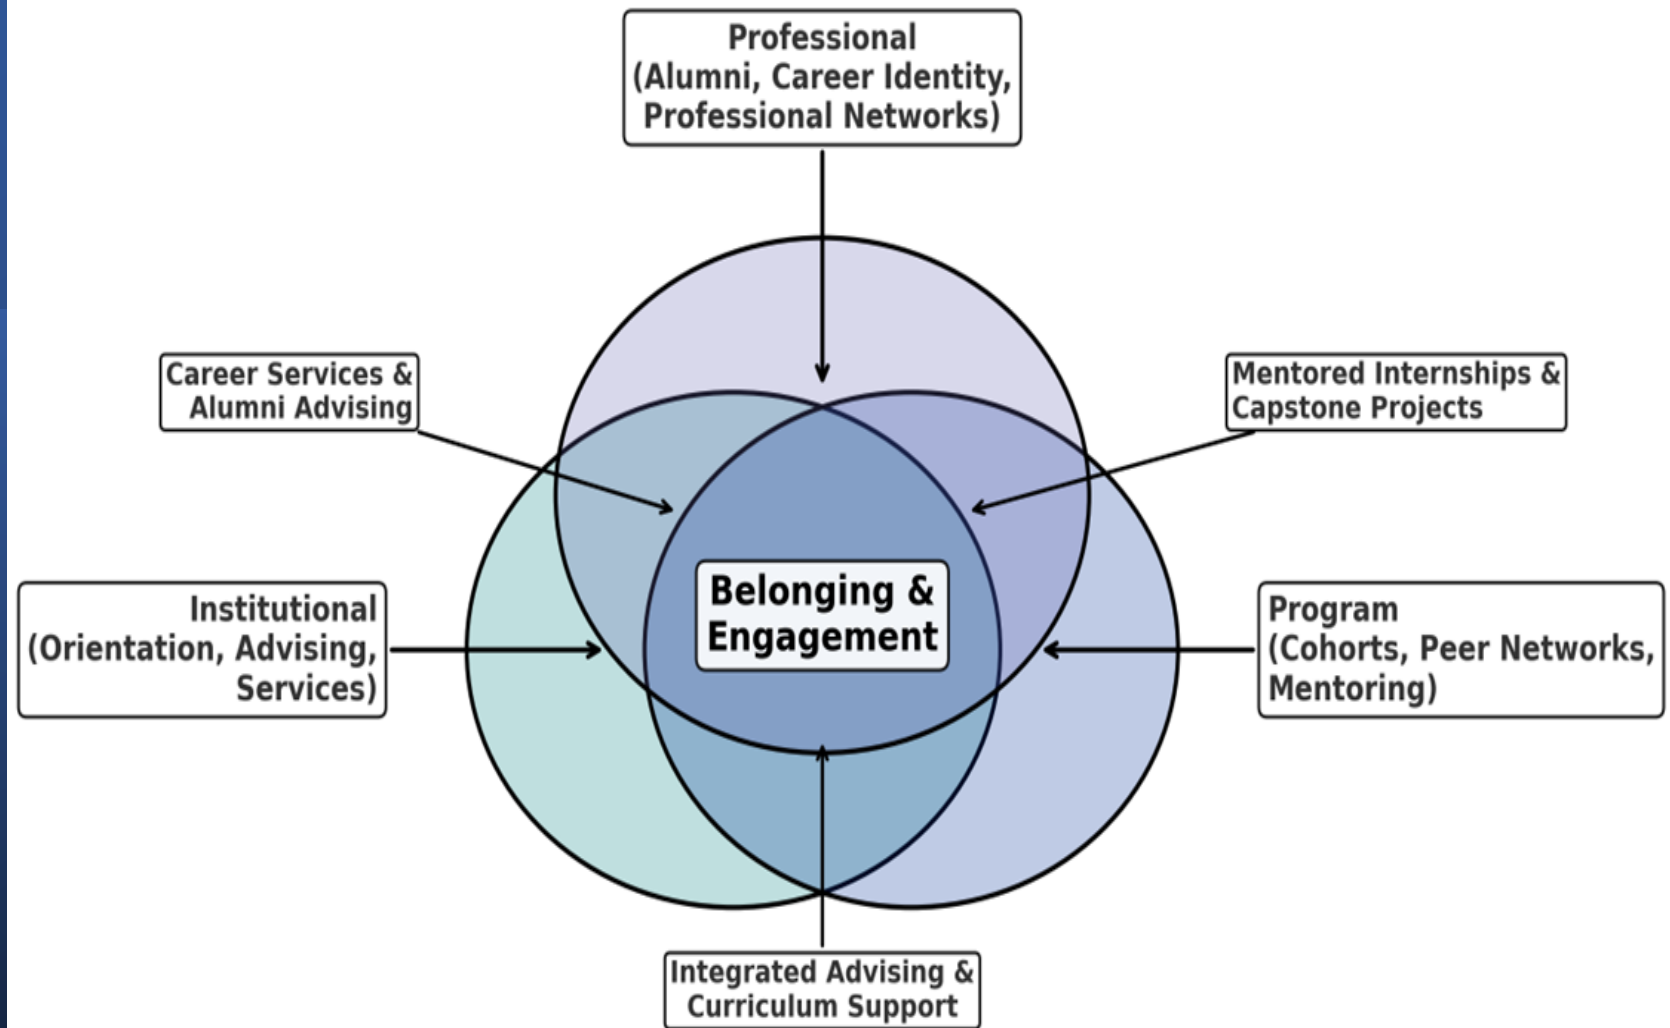 Professional
(Alumni, Career Identity,
Professional Networks)
Career Services &
Alumni Advising
Mentored Internships &
Capstone Projects
Institutional
(Orientation, Advising,
Services)
Belonging &
Engagement
Program
(Cohorts, Peer Networks,
Mentoring)
Integrated Advising &
Curriculum Support